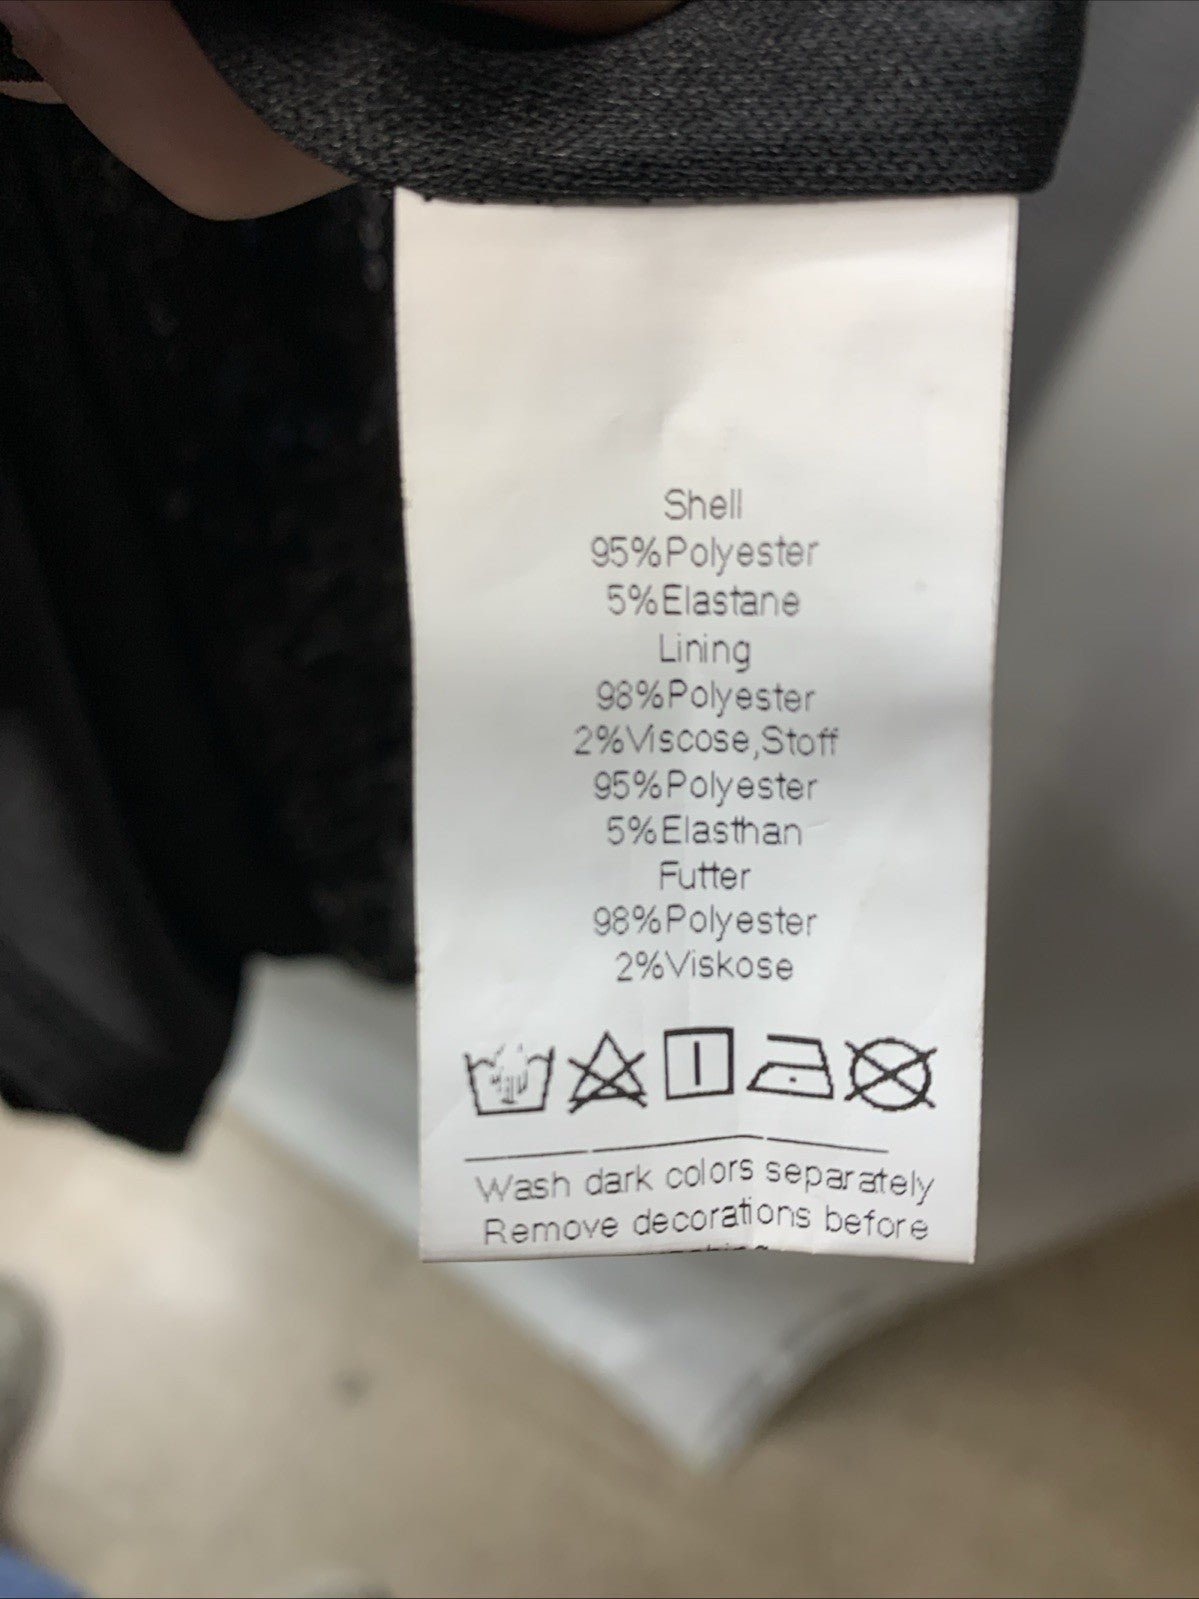 Shell
95%Polyester
5%Elastane
Lining
98%Polyester
2%Viscose,Stoff
95%Polyester
5%Elasthan
Futter
98%Polyester
2%Viskose
Wash dark colors separately
Remove decorations before